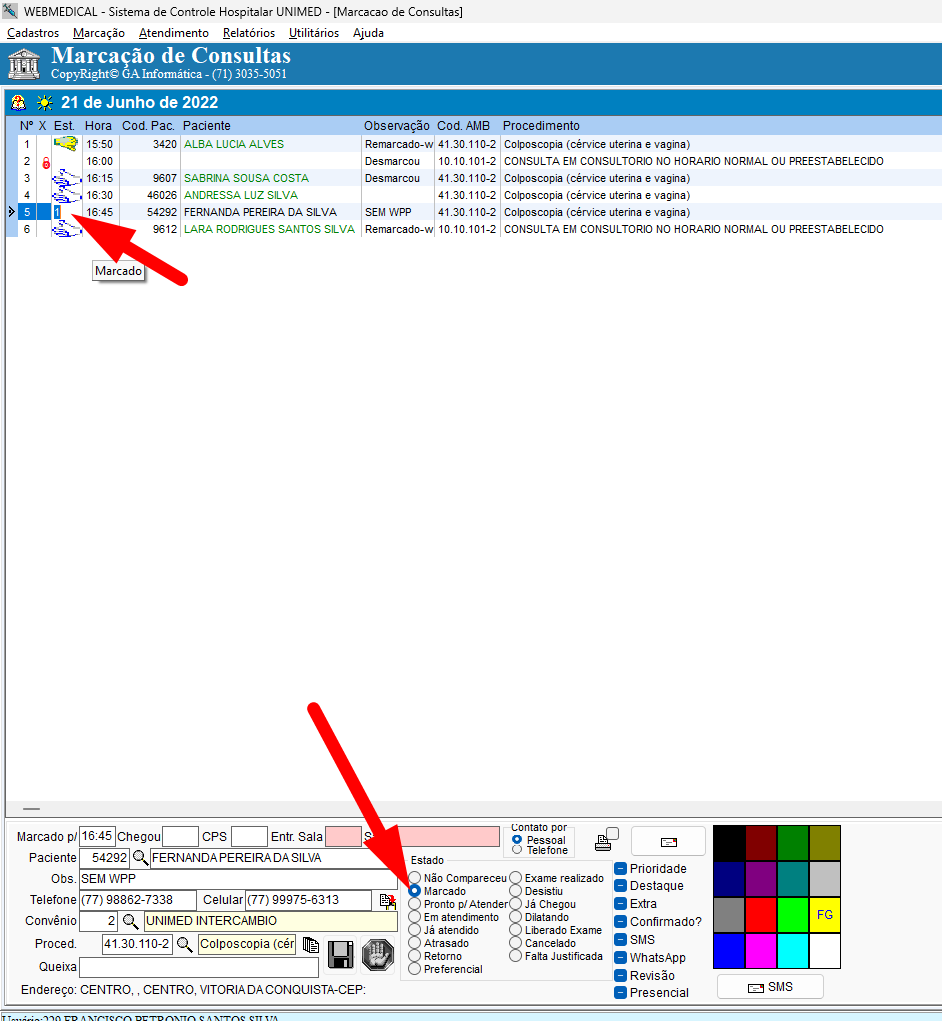 WEBMEDICAL - Sistema de Controle Hospitalar UNIMED - [Marcacao de Consultas]
Cadastros Marcação Atendimento Relatórios Utilitários Ajuda
Marcação de Consultas
CopyRight© GA Informática - (71) 3035-5051
21 de Junho de 2022
Nº X Est. Hora Cod. Pac. Paciente Observação Cod. AMB Procedimento
1 15:50 3420 ALBA LUCIA ALVES Remarcado-w 41.30.110-2 Colposcopia (cérvice uterina e vagina)
2 16:00 Desmarcou 10.10.101-2 CONSULTA EM CONSULTORIO NO HORARIO NORMAL OU PREESTABELECIDO
3 16:15 9607 SABRINA SOUSA COSTA Desmarcou 41.30.110-2 Colposcopia (cérvice uterina e vagina)
4 16:30 46026 ANDRESSA LUZ SILVA 41.30.110-2 Colposcopia (cérvice uterina e vagina)
5 1 16:45 54292 FERNANDA PEREIRA DA SILVA SEM WPP 41.30.110-2 Colposcopia (cérvice uterina e vagina)
6 9612 LARA RODRIGUES SANTOS SILVA Remarcado-w 10.10.101-2 CONSULTA EM CONSULTORIO NO HORARIO NORMAL OU PREESTABELECIDO
Marcado
Marcado p/ 16:45 Chegou CPS Entr. Sala
Paciente 54292 FERNANDA PEREIRA DA SILVA
Obs. SEM WPP
Telefone (77) 98862-7338 Celular (77) 99975-6313
Convênio 2 UNIMED INTERCAMBIO
Proced. 41.30.110-2 Colposcopia (cér
Queixa
Endereço: CENTRO, , CENTRO, VITORIA DA CONQUISTA-CEP:
Contato por
Pessoal
Telefone
Estado
Não Compareceu Exame realizado
Marcado Desistiu
Pronto p/ Atender Já Chegou
Em atendimento Dilatando
Já atendido Liberado Exame
Atrasado Cancelado
Retorno Falta Justificada
Preferencial
Prioridade
Destaque
Extra
Confirmado?
SMS
WhatsApp
Revisão
Presencial
FG
SMS
Usuário:229 FRANCISCO PETRONIO SANTOS SILVA